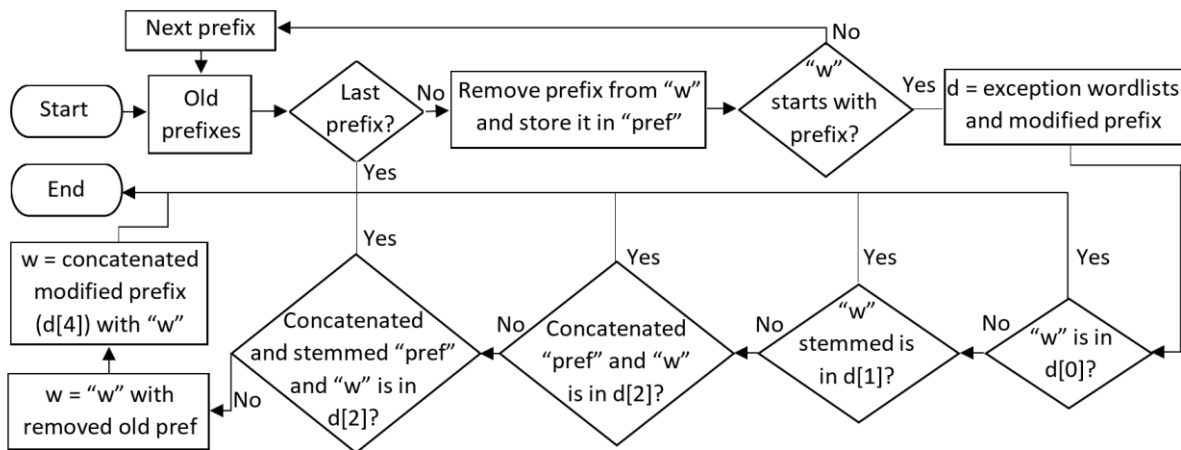 Next prefix
No
Start
Old
prefixes
Last
prefix?
No
Remove prefix from “w”
and store it in “pref”
“w”
starts with
prefix?
Yes
d = exception wordlists
and modified prefix
End
Yes
w = concatenated
modified prefix
(d[4]) with “w”
Yes
Concatenated
and stemmed “pref”
and “w” is in
d[2]?
No
Yes
Concatenated
“pref” and “w”
is in d[2]?
No
Yes
“w”
stemmed is
in d[1]?
No
Yes
“w” is in
d[0]?
w = “w” with
removed old pref
No